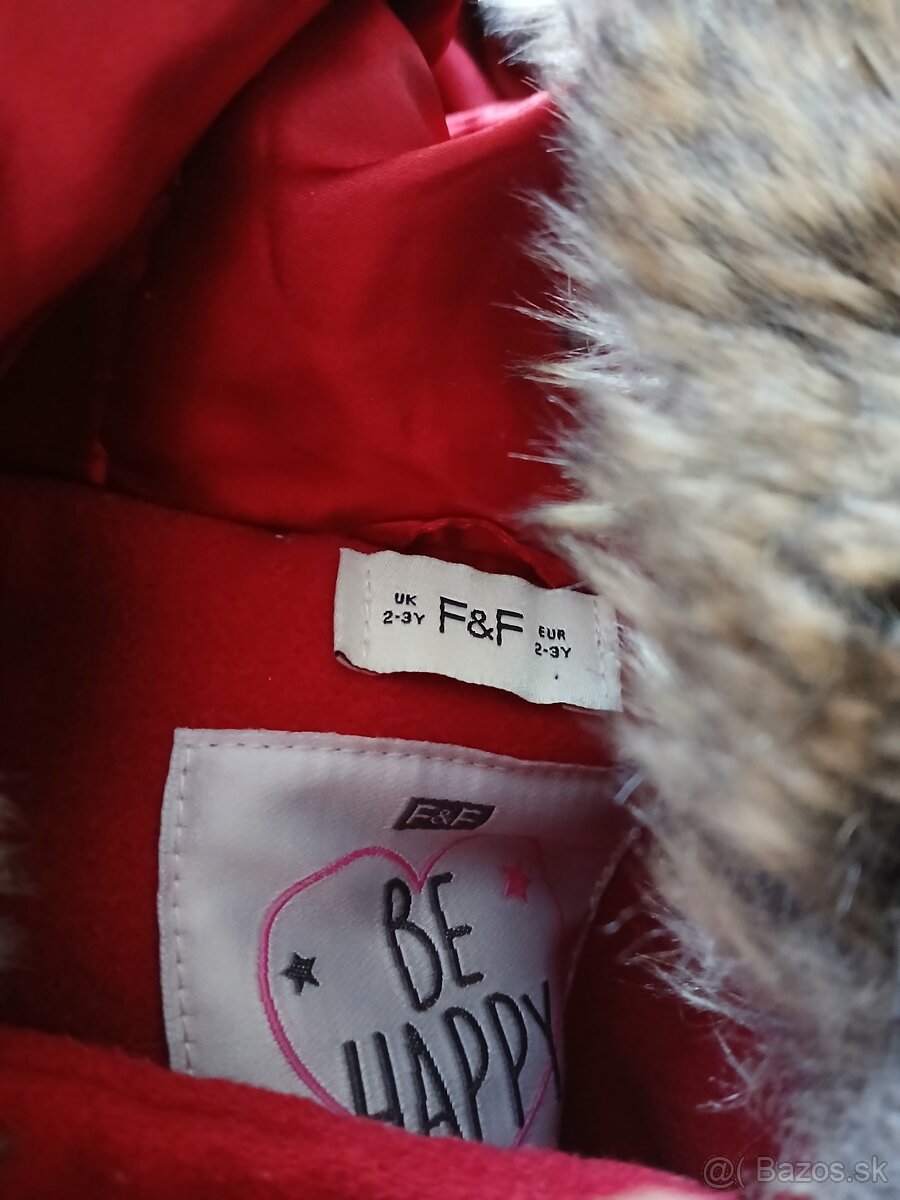 UK
2-3Y
F&F
EUR
2-3Y
F&F
BE
HAPPY
@( Bazos.sk